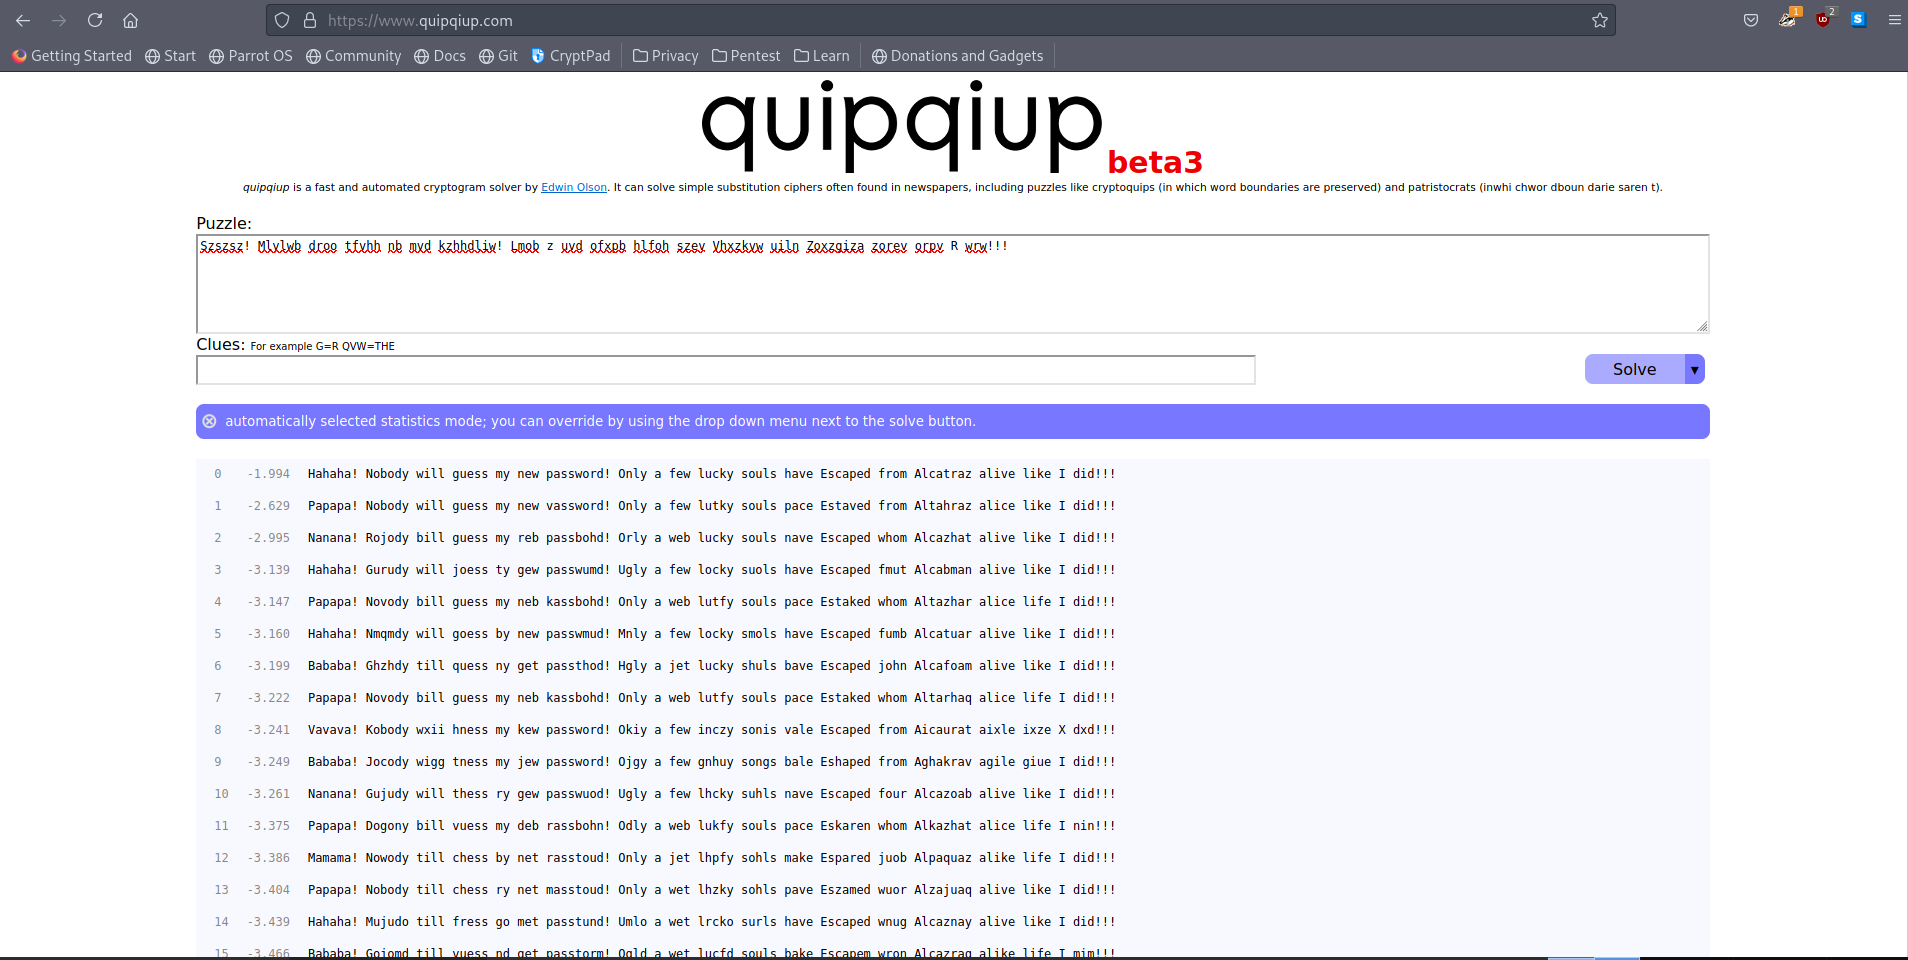 https://www.quipqiup.com
1
2
Getting Started Start Parrot OS Community Docs Git CryptPad Privacy Pentest Learn Donations and Gadgets
quipqiup beta3
quipqiup is a fast and automated cryptogram solver by Edwin Olson. It can solve simple substitution ciphers often found in newspapers, including puzzles like cryptoquips (in which word boundaries are preserved) and patristocrats (inwhi chwor dboun darie saren t).
Puzzle:
Szszsz! Mlylwb droo tfvhh nb mvd kzhhdliw! Lmob z uvd ofxpb hlfoh szev Vhxzkvw uiln Zoxzgiza zorev orpv R wrw!!!
Clues: For example G=R QVW=THE
Solve ▼
automatically selected statistics mode; you can override by using the drop down menu next to the solve button.
0 -1.994 Hahaha! Nobody will guess my new password! Only a few lucky souls have Escaped from Alcatraz alive like I did!!!
1 -2.629 Papapa! Nobody will guess my new vassword! Only a few lutky souls pace Estaved from Altahraz alice like I did!!!
2 -2.995 Nanana! Rojody bill guess my reb passbohd! Orly a web lucky souls nave Escaped whom Alcazhat alive like I did!!!
3 -3.139 Hahaha! Gurudy will joess ty gew passwumd! Ugly a few locky suols have Escaped fmut Alcabman alive like I did!!!
4 -3.147 Papapa! Novody bill guess my neb kassbohd! Only a web lutfy souls pace Estaked whom Altazhar alice life I did!!!
5 -3.160 Hahaha! Nmqmdy will goess by new passwmud! Mnly a few locky smols have Escaped fumb Alcatuar alive like I did!!!
6 -3.199 Bababa! Ghzhdy till quess ny get passthod! Hgly a jet lucky shuls bave Escaped john Alcafoam alive like I did!!!
7 -3.222 Papapa! Novody bill guess my neb kassbohd! Only a web lutfy souls pace Estaked whom Altarhaq alice life I did!!!
8 -3.241 Vavava! Kobody wxii hness my kew password! Okiy a few inczy sonis vale Escaped from Aicaurat aixle ixze X dxd!!!
9 -3.249 Bababa! Jocody wigg tness my jew password! Ojgy a few gnhuy songs bale Eshaped from Aghakrav agile giue I did!!!
10 -3.261 Nanana! Gujudy will thess ry gew passwuod! Ugly a few lhcky suhls nave Escaped four Alcazoab alive like I did!!!
11 -3.375 Papapa! Dogony bill vuess my deb rassbohn! Odly a web lukfy souls pace Eskaren whom Alkazhat alice life I nin!!!
12 -3.386 Mamama! Nowody till chess by net rasstoud! Only a jet lhpfy sohls make Espared juob Alpaquaz alike life I did!!!
13 -3.404 Papapa! Nobody till chess ry net masstoud! Only a wet lhzky sohls pave Eszamed wuor Alzajuaq alive like I did!!!
14 -3.439 Hahaha! Mujudo till fress go met passtund! Umlo a wet lrcko surls have Escaped wnug Alcaznay alive like I did!!!
15 -3.466 Bababa! Gojomd till vuess nd get passtorm! Ogld a wet lucfd souls bake Escapem wron Alcazraq alike life I mim!!!